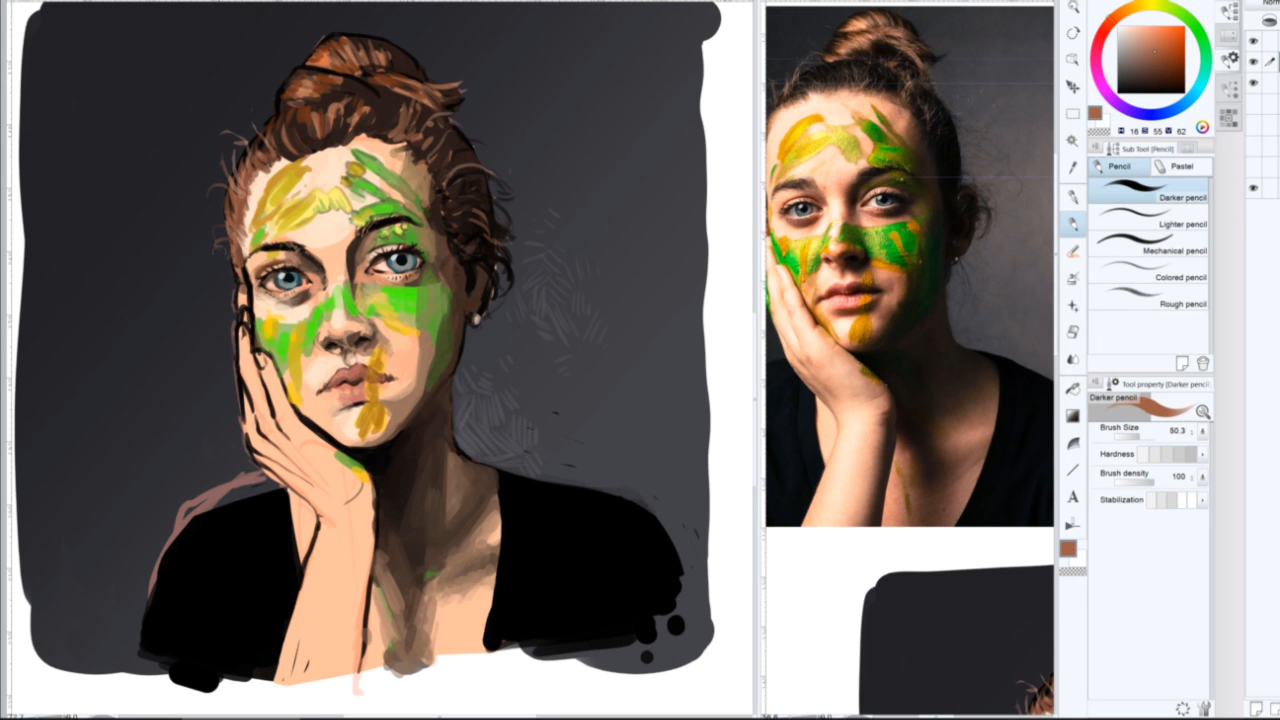 Norm
16 55 62
Sub Tool [Pencil]
Pencil Pastel
Darker pencil
Lighter pencil
Mechanical pencil
Colored pencil
Rough pencil
Tool property [Darker pencil]
Darker pencil
Brush Size 50.3
Hardness
Brush density 100
Stabilization
A